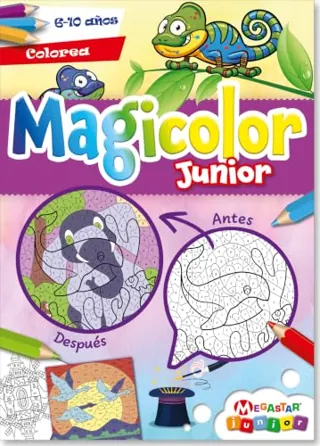 6-10 años
Colorea
Magicolor
Junior
Antes
Después
MEGASTAR
junior